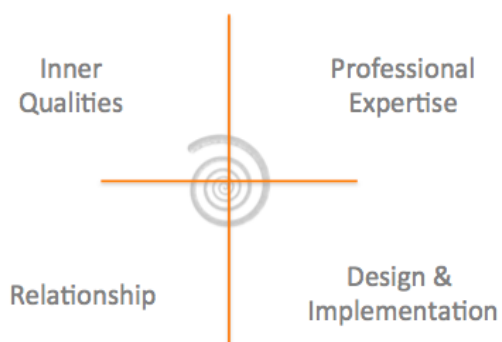 Inner
Qualities
Professional
Expertise
Relationship
Design &
Implementation